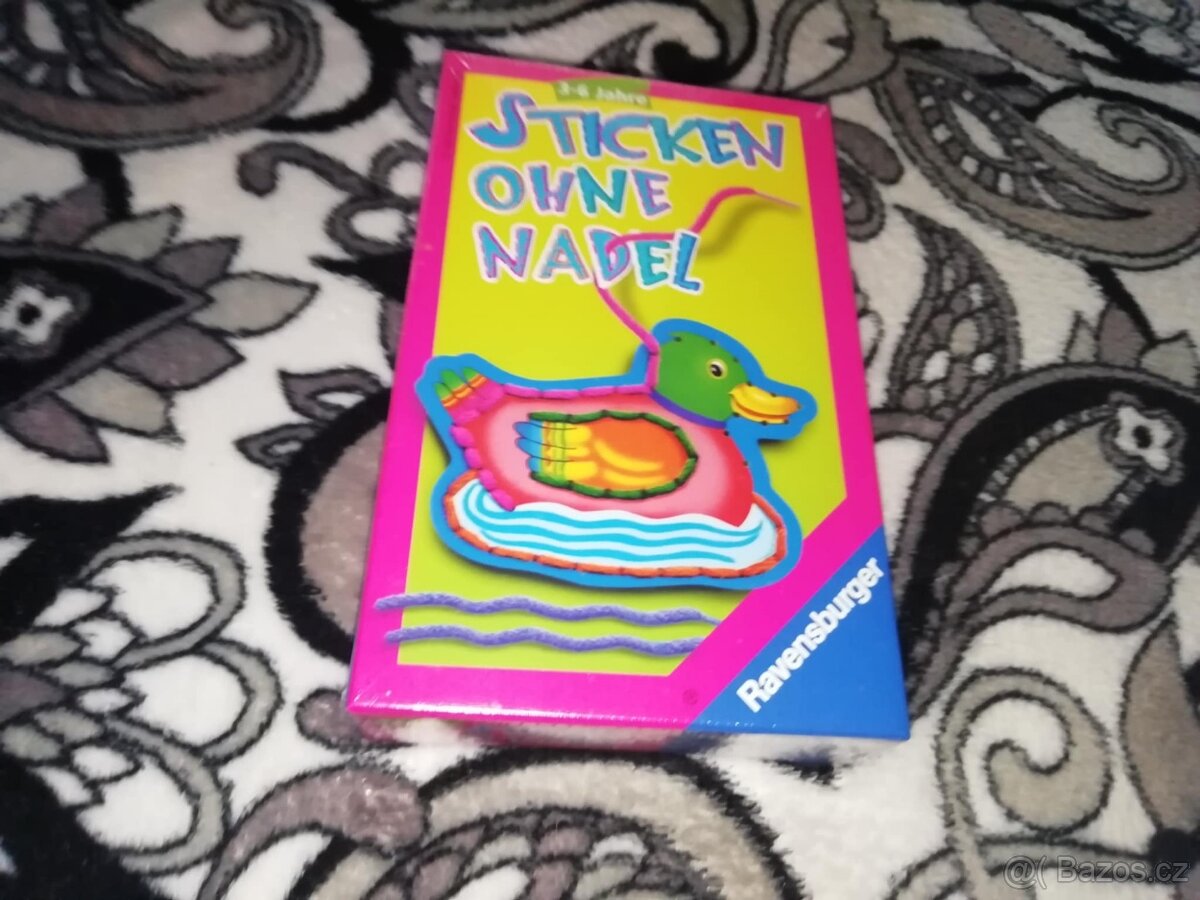 3-6 Jahre
STICKEN
OHNE
NADEL
Ravensburger
®
@( Bazos.cz